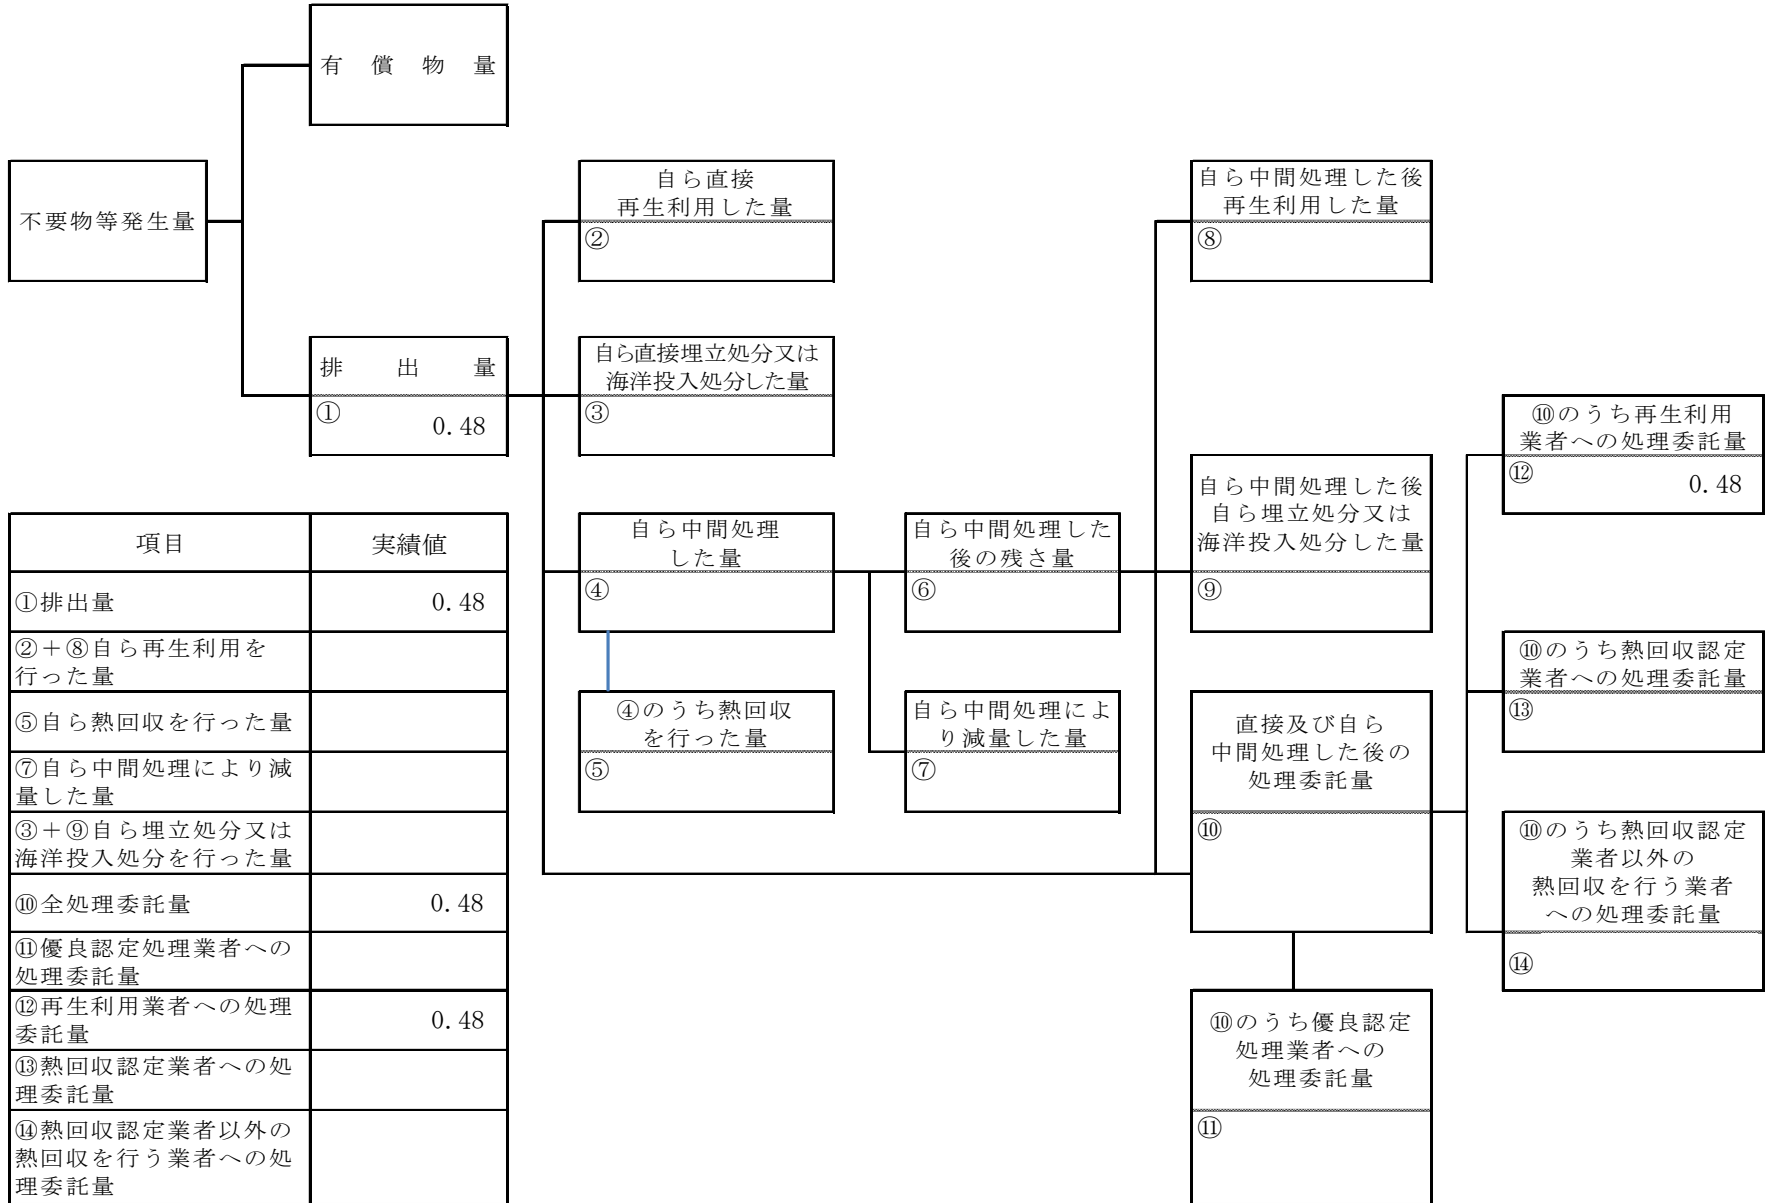 有償物量
不要物等発生量
排出量
①
0.48
自ら直接
再生利用した量
②
自ら直接埋立処分又は
海洋投入処分した量
③
自ら中間処理
した量
④
④のうち熱回収
を行った量
⑤
自ら中間処理した
後の残さ量
⑥
自ら中間処理によ
り減量した量
⑦
自ら中間処理した後
再生利用した量
⑧
自ら中間処理した後
自ら埋立処分又は
海洋投入処分した量
⑨
直接及び自ら
中間処理した後の
処理委託量
⑩
⑩のうち優良認定
処理業者への
処理委託量
⑪
⑩のうち再生利用
業者への処理委託量
⑫
0.48
⑩のうち熱回収認定
業者への処理委託量
⑬
⑩のうち熱回収認定
業者以外の
熱回収を行う業者
への処理委託量
⑭
項目 実績値
①排出量 0.48
②+⑧自ら再生利用を
行った量
⑤自ら熱回収を行った量
⑦自ら中間処理により減
量した量
③+⑨自ら埋立処分又は
海洋投入処分を行った量
⑩全処理委託量 0.48
⑪優良認定処理業者への
処理委託量
⑫再生利用業者への処理
委託量 0.48
⑬熱回収認定業者への処
理委託量
⑭熱回収認定業者以外の
熱回収を行う業者への処
理委託量